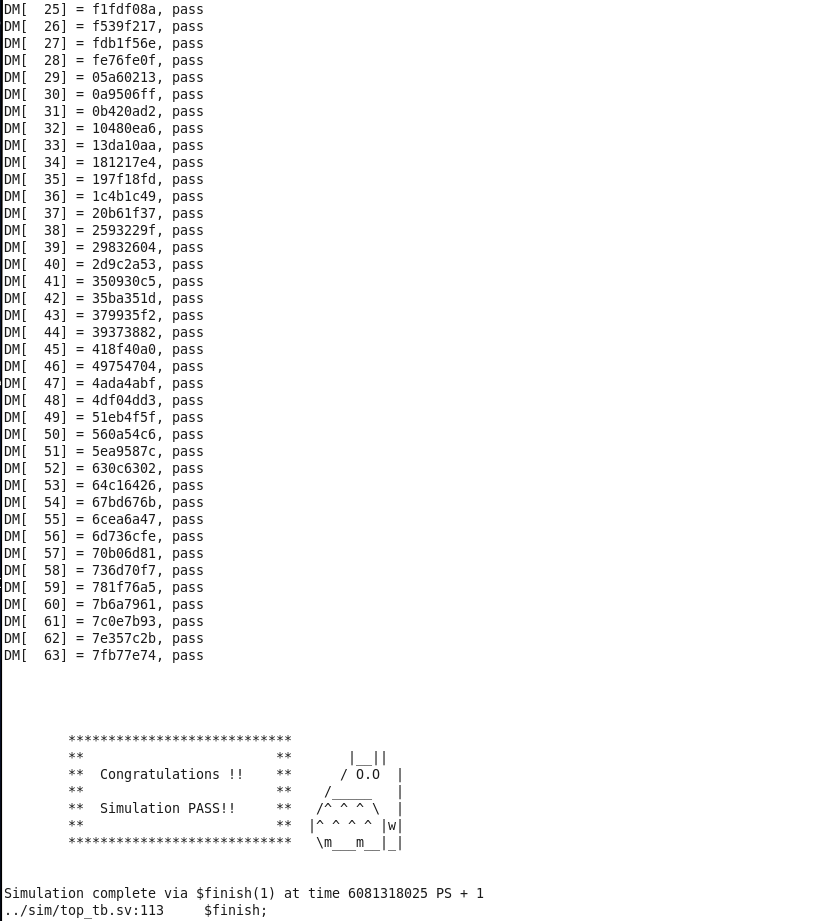 DM[  25] = f1fdf08a, pass
DM[  26] = f539f217, pass
DM[  27] = fdb1f56e, pass
DM[  28] = fe76fe0f, pass
DM[  29] = 05a60213, pass
DM[  30] = 0a9506ff, pass
DM[  31] = 0b420ad2, pass
DM[  32] = 10480ea6, pass
DM[  33] = 13da10aa, pass
DM[  34] = 181217e4, pass
DM[  35] = 197f18fd, pass
DM[  36] = 1c4b1c49, pass
DM[  37] = 20b61f37, pass
DM[  38] = 2593229f, pass
DM[  39] = 29832604, pass
DM[  40] = 2d9c2a53, pass
DM[  41] = 350930c5, pass
DM[  42] = 35ba351d, pass
DM[  43] = 379935f2, pass
DM[  44] = 39373882, pass
DM[  45] = 418f40a0, pass
DM[  46] = 49754704, pass
DM[  47] = 4ada4abf, pass
DM[  48] = 4df04dd3, pass
DM[  49] = 51eb4f5f, pass
DM[  50] = 560a54c6, pass
DM[  51] = 5ea9587c, pass
DM[  52] = 630c6302, pass
DM[  53] = 64c16426, pass
DM[  54] = 67bd676b, pass
DM[  55] = 6cea6a47, pass
DM[  56] = 6d736cfe, pass
DM[  57] = 70b06d81, pass
DM[  58] = 736d70f7, pass
DM[  59] = 781f76a5, pass
DM[  60] = 7b6a7961, pass
DM[  61] = 7c0e7b93, pass
DM[  62] = 7e357c2b, pass
DM[  63] = 7fb77e74, pass
        ****************************
        **                        **       |__||
        **  Congratulations !!    **      / O.O  |
        **                        **    /_____   |
        **  Simulation PASS!!     **   /^ ^ ^ \  |
        **                        **  |^ ^ ^ ^ |w|
        ****************************   \m___m__|_|
Simulation complete via $finish(1) at time 6081318025 PS + 1
../sim/top_tb.sv:113     $finish;